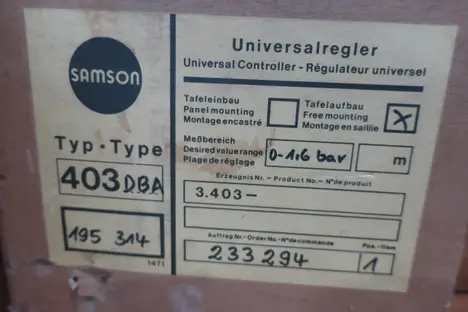 SAMSON
Universalregler
Universal Controller - Régulateur universel
Tafeleinbau
Panel mounting
Montage encastré
Tafelaufbau
Free mounting
Montage en saillie
X
Typ · Type
403 DBA
Meßbereich
Desired value range
Plage de réglage
0-1,6 bar
m
Erzeugnis Nr. - Product No. - N° de produit
3.403-
195 314
Auftrag Nr. - Order No. - N° de commande
Pos. - Item
233 294
1
1471